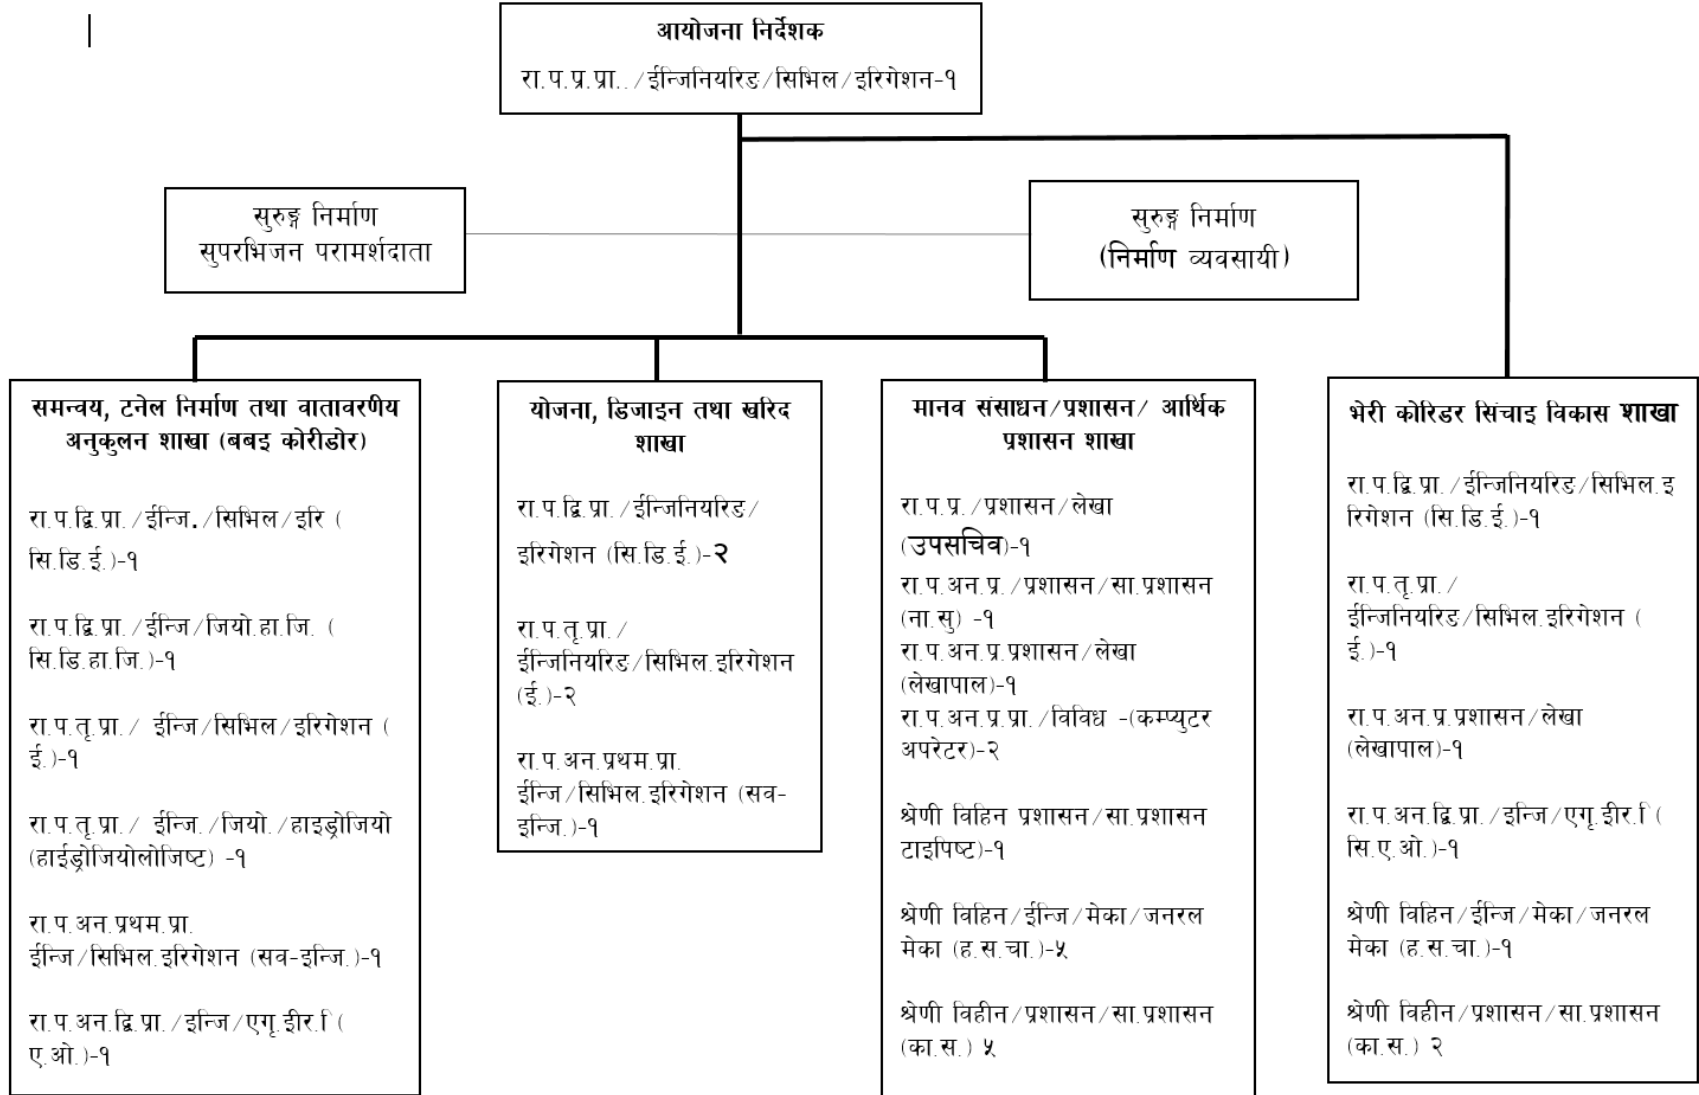 आयोजना निर्देशक
रा.प.प्र.प्रा../ईन्जिनियरिङ/सिभिल/इरिगेशन-१
सुरुङ्ग निर्माण
सुपरभिजन परामर्शदाता
सुरुङ्ग निर्माण
(निर्माण व्यवसायी)
समन्वय, टनेल निर्माण तथा वातावरणीय
अनुकुलन शाखा (बबइ कोरीडोर)
रा.प.द्वि.प्रा./ईन्जि./सिभिल/इरि (
सि.डि.ई.)-१
रा.प.द्वि.प्रा./ईन्जि/जियो.हा.जि. (
सि.डि.हा.जि.)-१
रा.प.तृ.प्रा./ ईन्जि/सिभिल/इरिगेशन (
ई.)-१
रा.प.तृ.प्रा./ ईन्जि./जियो./हाइड्रोजियो
(हाईड्रोजियोलोजिष्ट) -१
रा.प.अन.प्रथम.प्रा.
ईन्जि/सिभिल.इरिगेशन (सव-इन्जि.)-१
रा.प.अन.द्वि.प्रा./इन्जि/एगृ.ईीर.ि (
ए.ओ.)-१
योजना, डिजाइन तथा खरिद
शाखा
रा.प.द्वि.प्रा./ईन्जिनियरिङ/
इरिगेशन (सि.डि.ई.)-२
रा.प.तृ.प्रा./
ईन्जिनियरिङ/सिभिल.इरिगेशन
(ई.)-२
रा.प.अन.प्रथम.प्रा.
ईन्जि/सिभिल.इरिगेशन (सव-
इन्जि.)-१
मानव संसाधन/प्रशासन/ आर्थिक
प्रशासन शाखा
रा.प.प्र./प्रशासन/लेखा
(उपसचिव)-१
रा.प.अन.प्र./प्रशासन/सा.प्रशासन
(ना.सु) -१
रा.प.अन.प्र.प्रशासन/लेखा
(लेखापाल)-१
रा.प.अन.प्र.प्रा./विविध -(कम्प्युटर
अपरेटर)-२
श्रेणी विहिन प्रशासन/सा.प्रशासन
टाइपिष्ट)-१
श्रेणी विहिन/ईन्जि/मेका/जनरल
मेका (ह.स.चा.)-५
श्रेणी विहीन/प्रशासन/सा.प्रशासन
(का.स.) ५
भेरी कोरिडर सिंचाइ विकास शाखा
रा.प.द्वि.प्रा./ईन्जिनियरिङ/सिभिल.इ
रिगेशन (सि.डि.ई.)-१
रा.प.तृ.प्रा./
ईन्जिनियरिङ/सिभिल.इरिगेशन (
ई.)-१
रा.प.अन.प्र.प्रशासन/लेखा
(लेखापाल)-१
रा.प.अन.द्वि.प्रा./इन्जि/एगृ.ईीर.ि (
सि.ए.ओ.)-१
श्रेणी विहिन/ईन्जि/मेका/जनरल
मेका (ह.स.चा.)-१
श्रेणी विहीन/प्रशासन/सा.प्रशासन
(का.स.) २